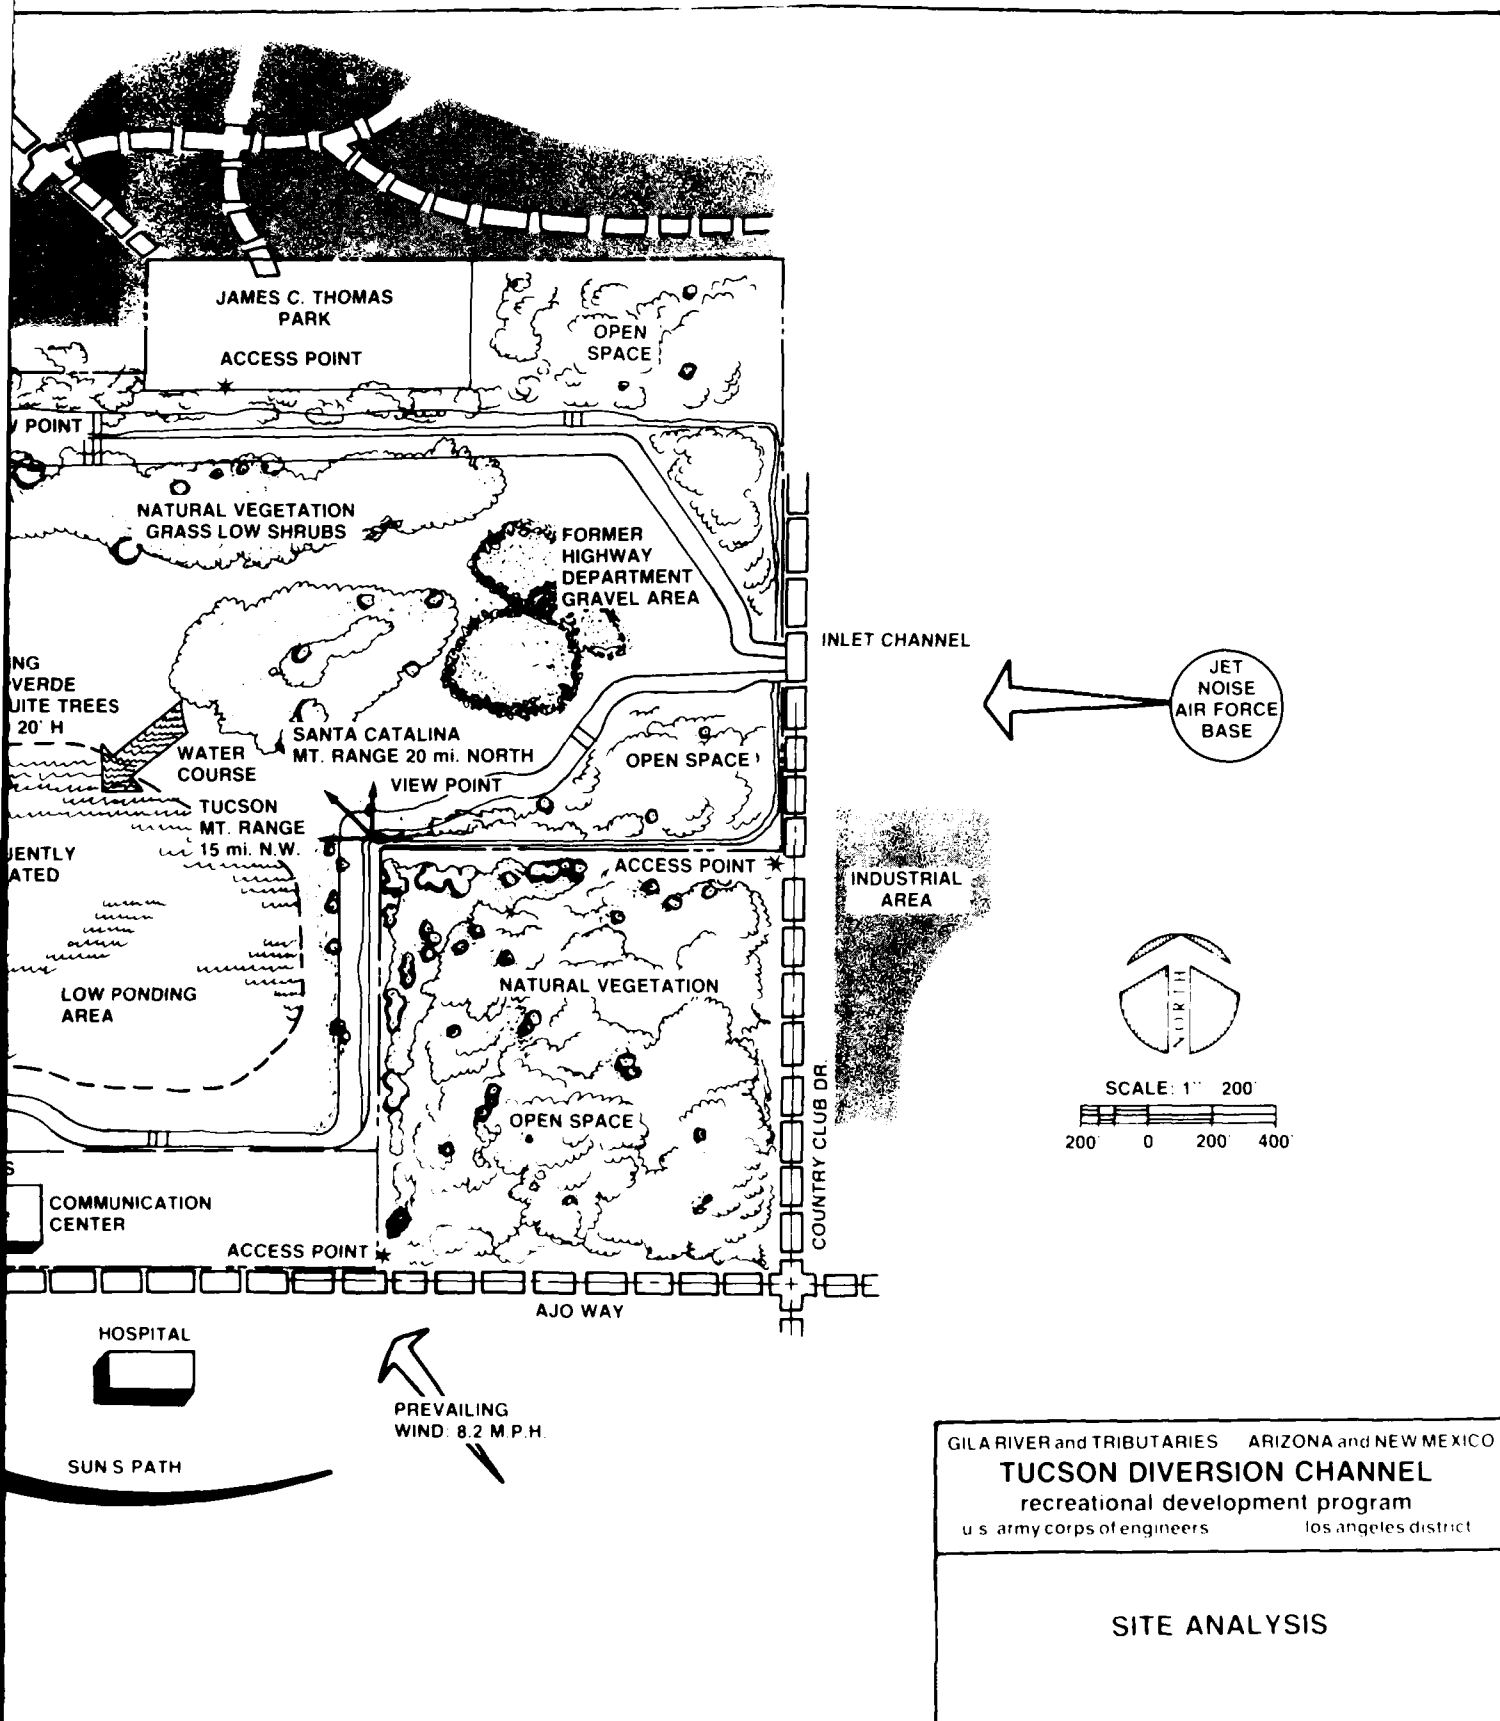 JAMES C. THOMAS
PARK
ACCESS POINT
OPEN
SPACE
POINT
NATURAL VEGETATION
GRASS LOW SHRUBS
FORMER
HIGHWAY
DEPARTMENT
GRAVEL AREA
INLET CHANNEL
JET
NOISE
AIR FORCE
BASE
NG
VERDE
UITE TREES
20' H
WATER
COURSE
SANTA CATALINA
MT. RANGE 20 mi. NORTH
VIEW POINT
OPEN SPACE
TUCSON
MT. RANGE
15 mi. N.W.
ENTLY
ATED
ACCESS POINT
INDUSTRIAL
AREA
LOW PONDING
AREA
NATURAL VEGETATION
NORTH
OPEN SPACE
COUNTRY CLUB DR.
SCALE: 1" 200'
200' 0 200' 400'
S
COMMUNICATION
CENTER
ACCESS POINT
AJO WAY
HOSPITAL
PREVAILING
WIND: 8.2 M.P.H.
SUN S PATH
GILA RIVER and TRIBUTARIES ARIZONA and NEW MEXICO
TUCSON DIVERSION CHANNEL
recreational development program
u s army corps of engineers los angeles district
SITE ANALYSIS